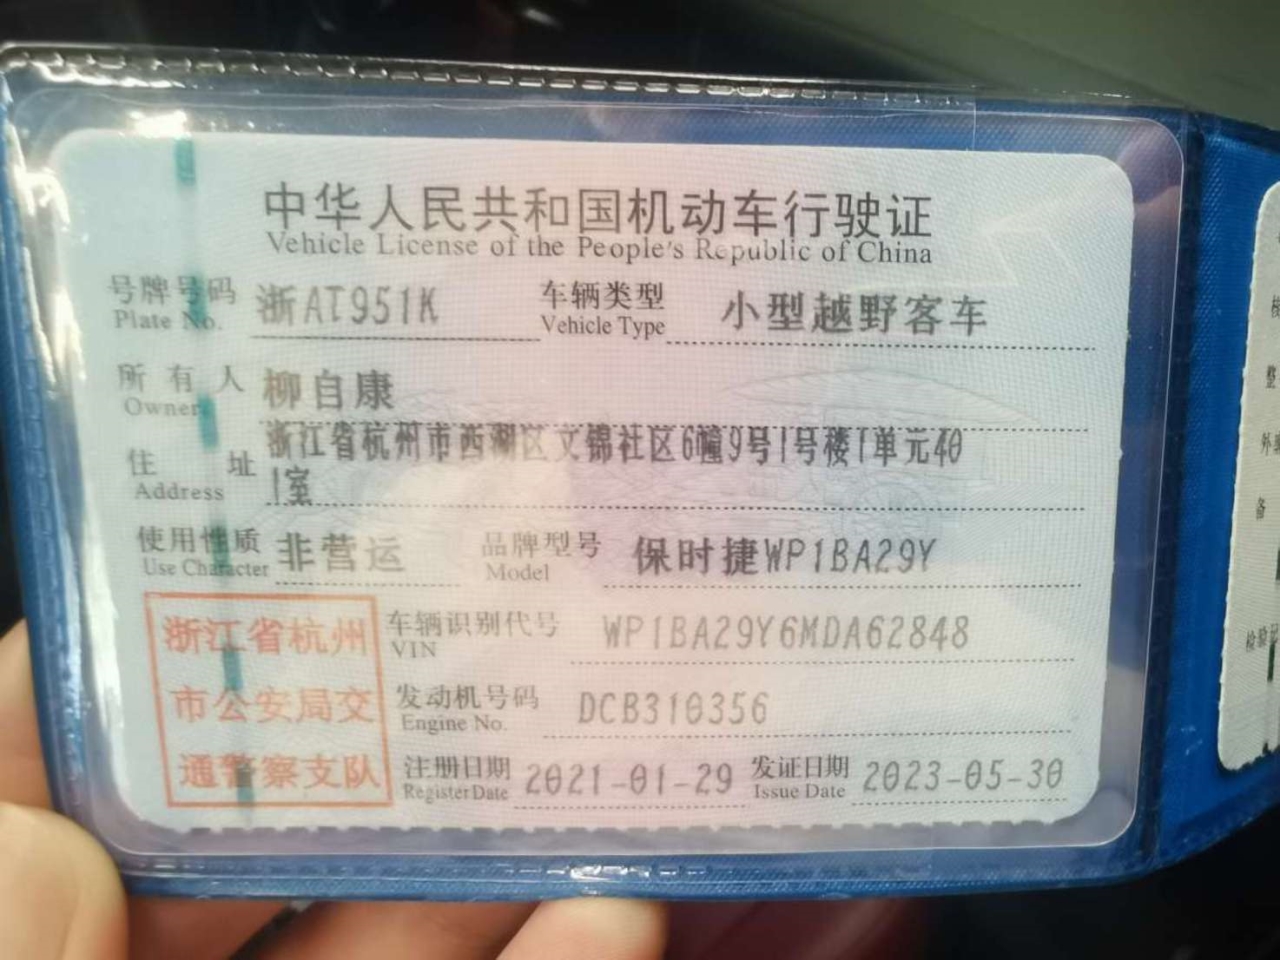 中华人民共和国机动车行驶证
Vehicle License of the People's Republic of China
号牌号码 浙AT951K 车辆类型 小型越野客车
Plate No. Vehicle Type
所有人 柳自康
Owner
浙江省杭州市西湖区文锦社区6幢9号1号楼1单元40
住址
Address 1室
使用性质 非营运 品牌型号 保时捷WP1BA29Y
Use Character Model
浙江省杭州 车辆识别代号 WP1BA29Y6MDA62848
VIN
市公安局交 发动机号码 DCB310356
Engine No.
通警察支队 注册日期 2021-01-29 发证日期 2023-05-30
Register Date Issue Date
整
外
备
检验